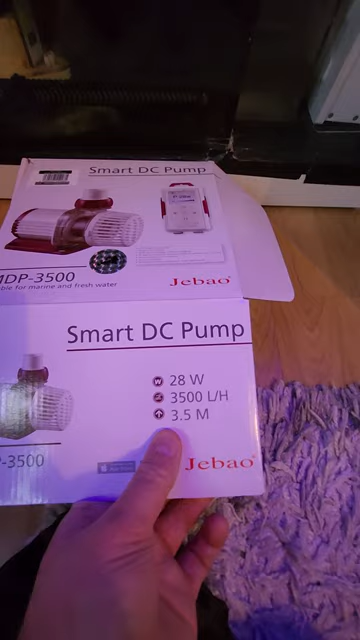 Smart DC Pump
MDP-3500
ble for marine and fresh water
Jebao
Smart DC Pump
28 W
3500 L/H
3.5 M
-3500
Jebao